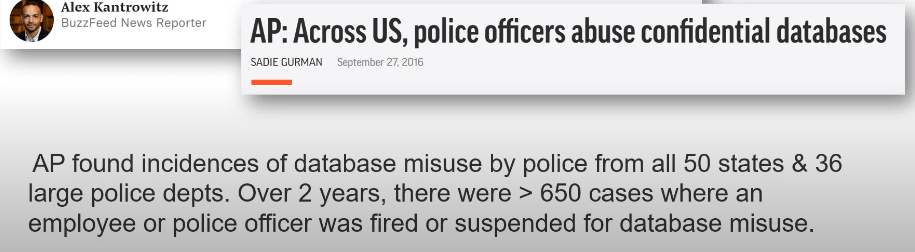 Alex Kantrowitz
BuzzFeed News Reporter
AP: Across US, police officers abuse confidential databases
SADIE GURMAN September 27, 2016
AP found incidences of database misuse by police from all 50 states & 36
large police depts. Over 2 years, there were > 650 cases where an
employee or police officer was fired or suspended for database misuse.